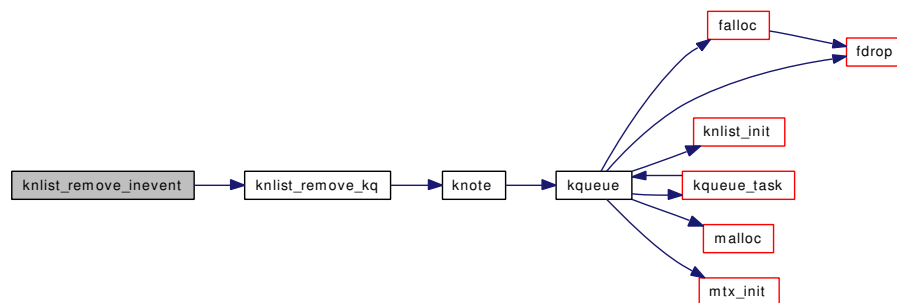 falloc
fdrop
knlist_init
knlist_remove_inevent
knlist_remove_kq
knote
kqueue
kqueue_task
malloc
mtx_init